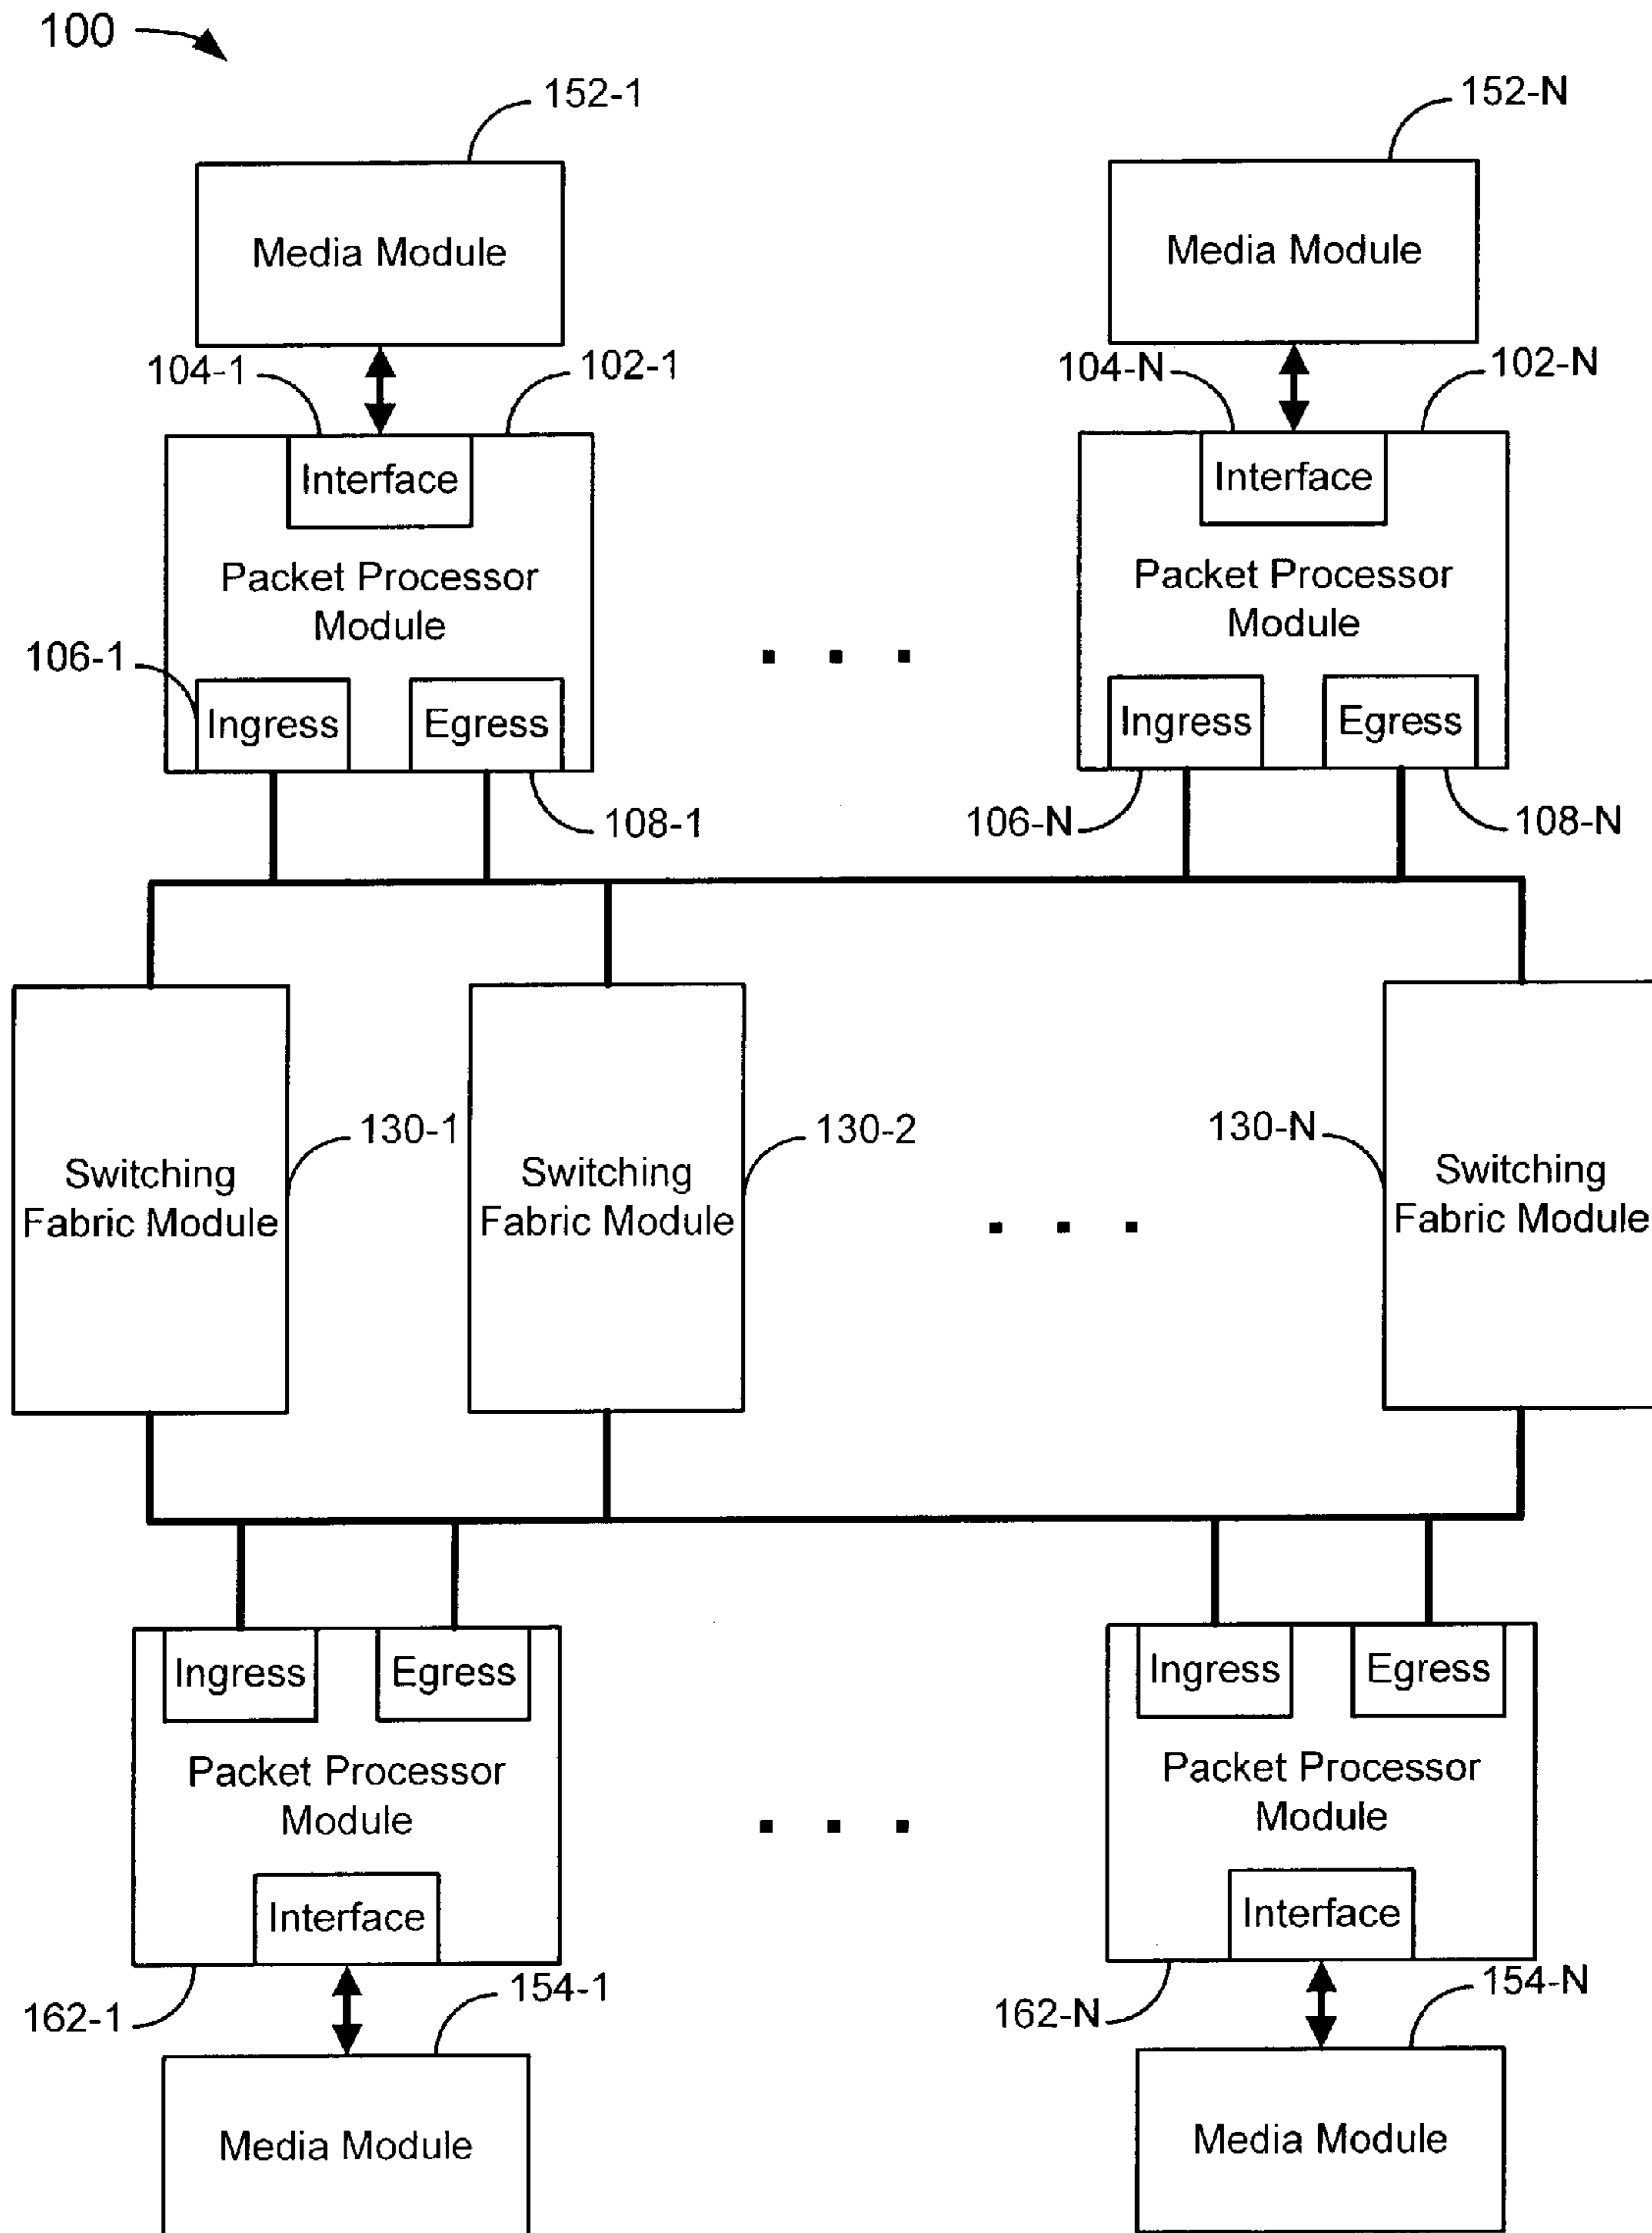 100
152-1
152-N
Media Module
Media Module
104-1
102-1
104-N
102-N
Interface
Interface
Packet Processor
Module
Packet Processor
Module
106-1
Ingress
Egress
Ingress
Egress
108-1
106-N
108-N
130-1
130-2
130-N
Switching
Fabric Module
Switching
Fabric Module
Switching
Fabric Module
Ingress
Egress
Ingress
Egress
Packet Processor
Module
Packet Processor
Module
Interface
Interface
162-1
154-1
162-N
154-N
Media Module
Media Module